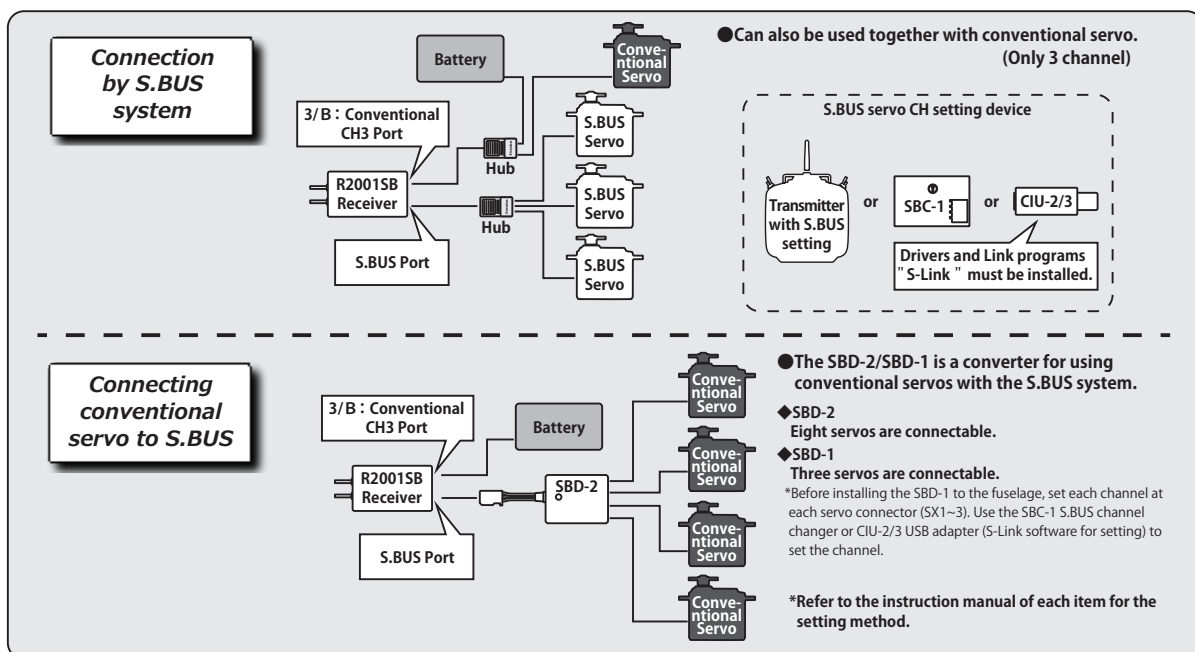 Connection
by S.BUS
system
Battery
Conve-
ntional
Servo
3/B : Conventional
CH3 Port
Hub
S.BUS
Servo
R2001SB
Receiver
S.BUS
Servo
Hub
S.BUS Port
S.BUS
Servo
●Can also be used together with conventional servo.
(Only 3 channel)
S.BUS servo CH setting device
Transmitter
with S.BUS
setting
or
SBC-1
or
CIU-2/3
Drivers and Link programs
"S-Link" must be installed.
Connecting
conventional
servo to S.BUS
3/B : Conventional
CH3 Port
Battery
R2001SB
Receiver
SBD-2
S.BUS Port
Conve-
ntional
Servo
Conve-
ntional
Servo
Conve-
ntional
Servo
Conve-
ntional
Servo
●The SBD-2/SBD-1 is a converter for using
conventional servos with the S.BUS system.
◆SBD-2
Eight servos are connectable.
◆SBD-1
Three servos are connectable.
*Before installing the SBD-1 to the fuselage, set each channel at
each servo connector (SX1~3). Use the SBC-1 S.BUS channel
changer or CIU-2/3 USB adapter (S-Link software for setting) to
set the channel.
*Refer to the instruction manual of each item for the
setting method.